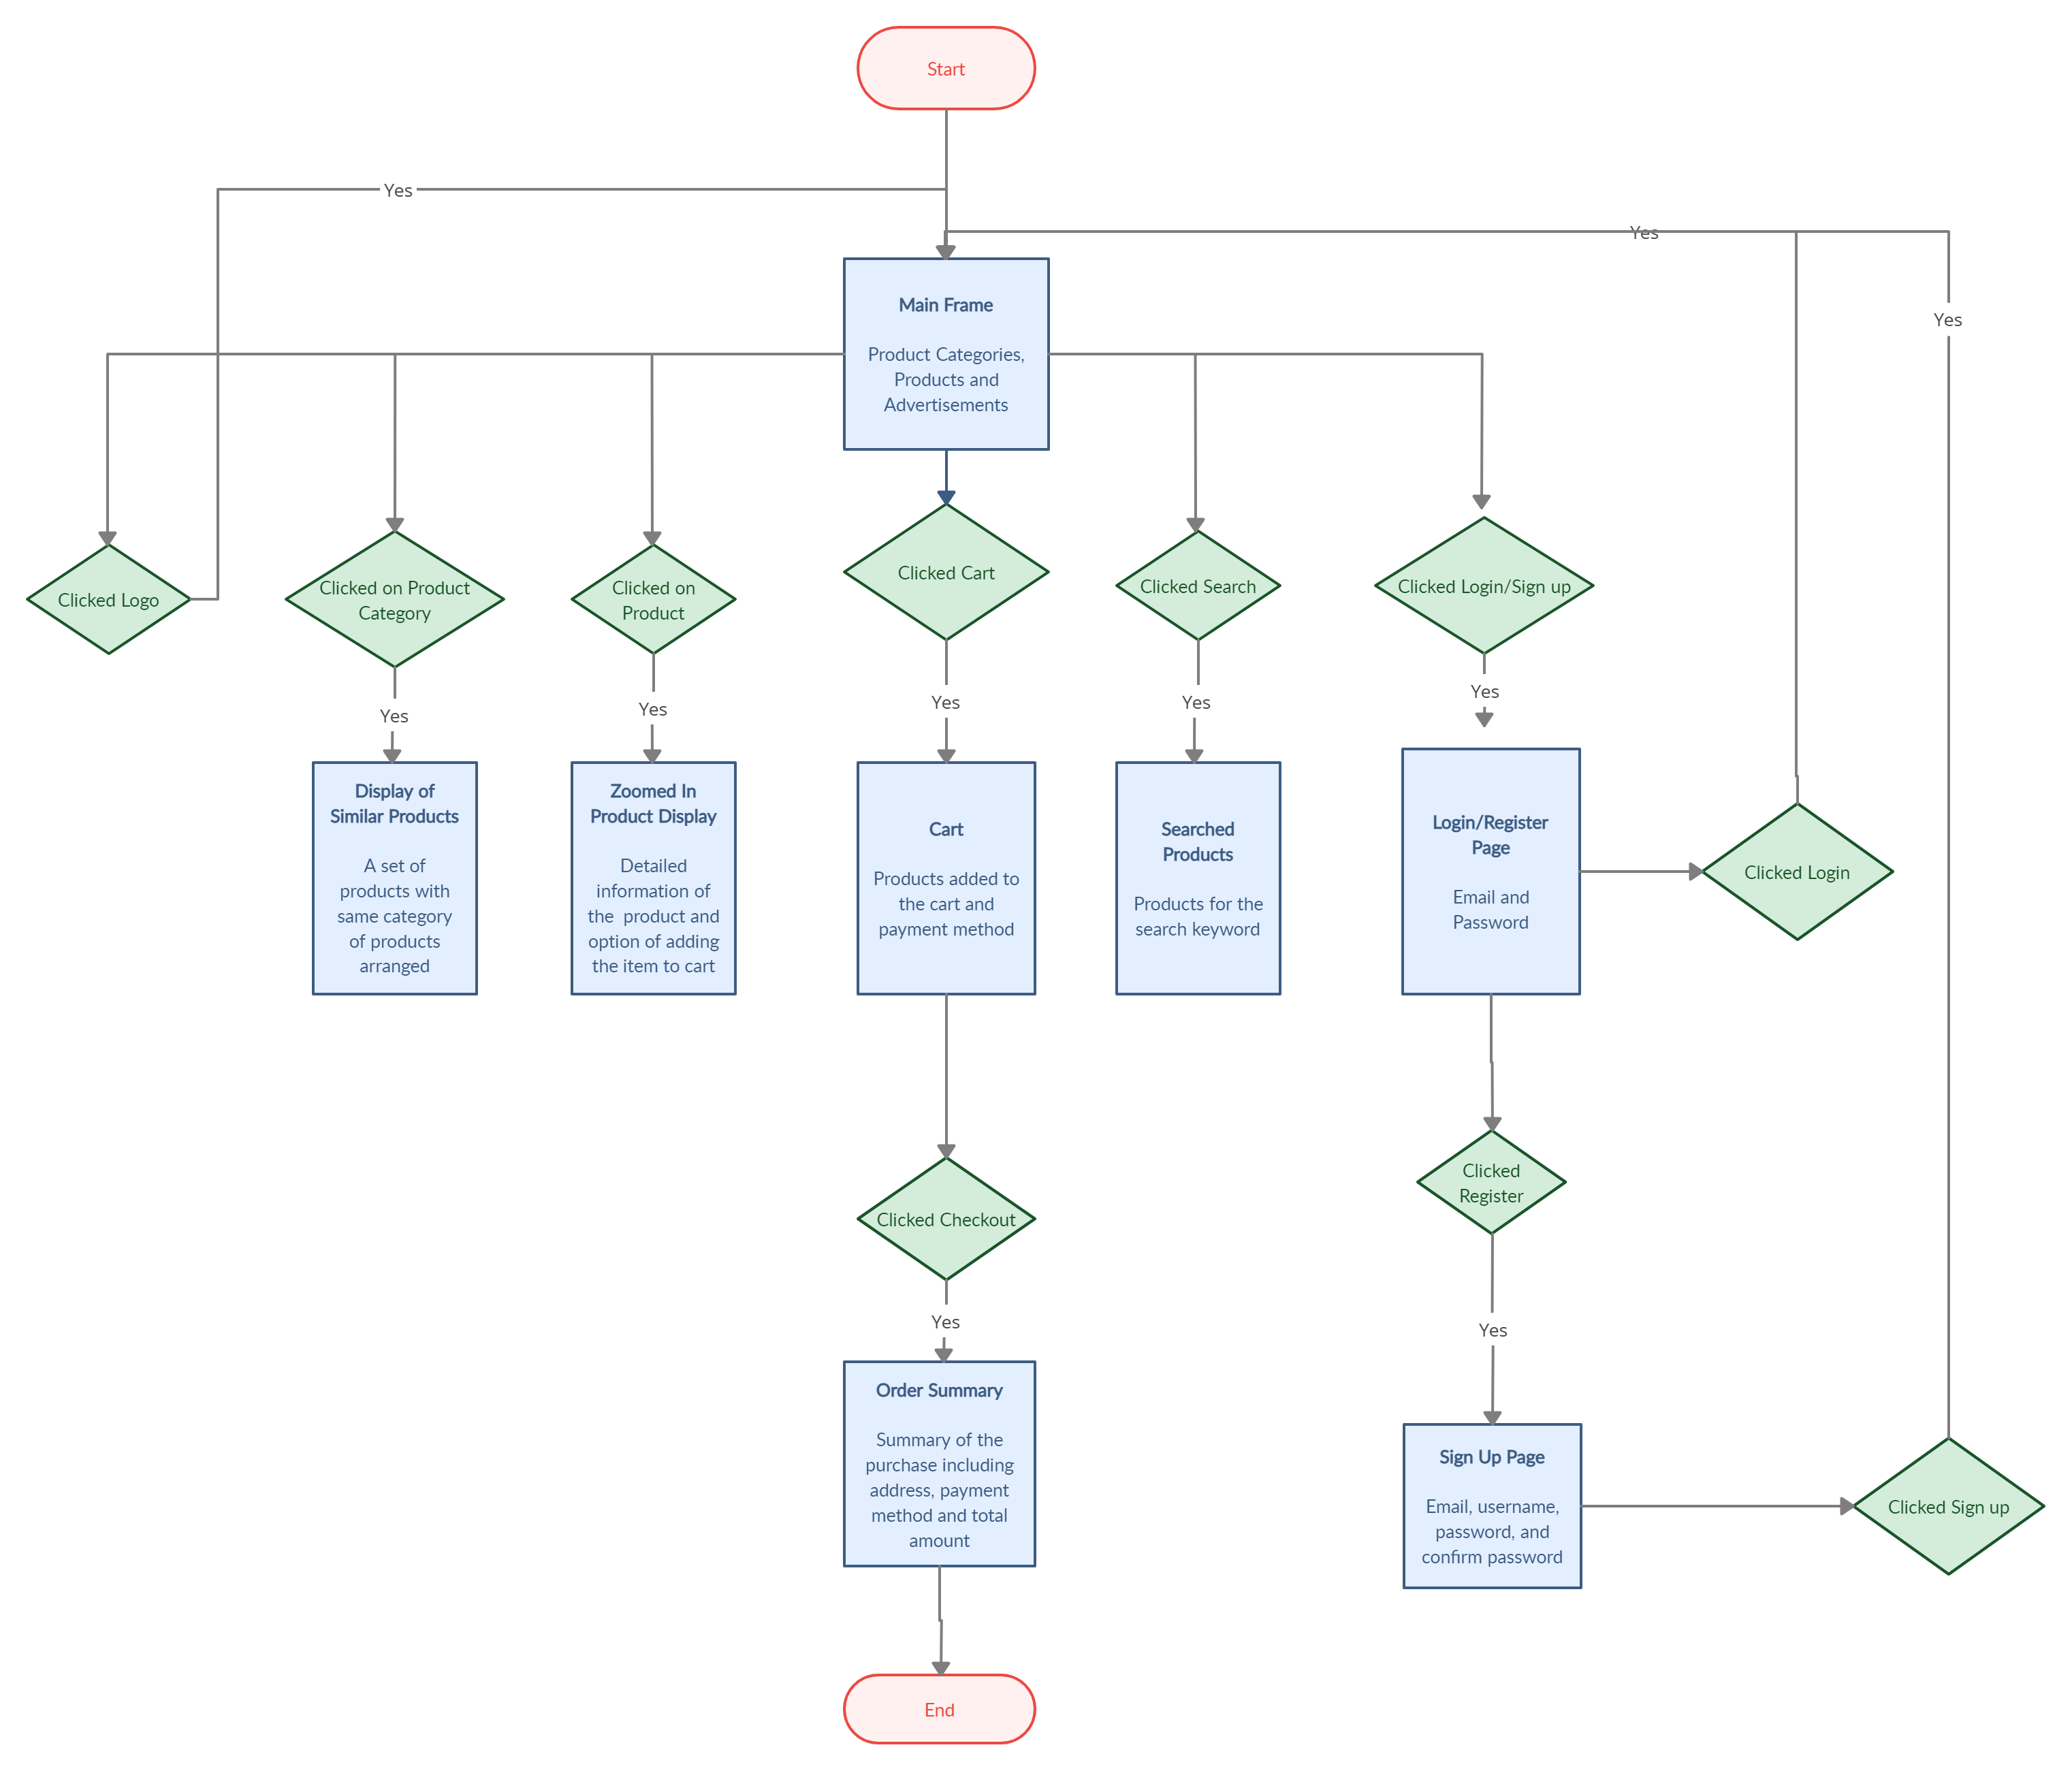 Start
Yes
Yes
Yes
Main Frame
Product Categories,
Products and
Advertisements
Clicked Logo
Clicked on Product
Category
Clicked on
Product
Clicked Cart
Clicked Search
Clicked Login/Sign up
Yes
Yes
Yes
Yes
Yes
Display of
Similar Products
A set of
products with
same category
of products
arranged
Zoomed In
Product Display
Detailed
information of
the  product and
option of adding
the item to cart
Cart
Products added to
the cart and
payment method
Searched
Products
Products for the
search keyword
Login/Register
Page
Email and
Password
Clicked Login
Clicked Checkout
Clicked
Register
Yes
Yes
Order Summary
Summary of the
purchase including
address, payment
method and total
amount
Sign Up Page
Email, username,
password, and
confirm password
Clicked Sign up
End